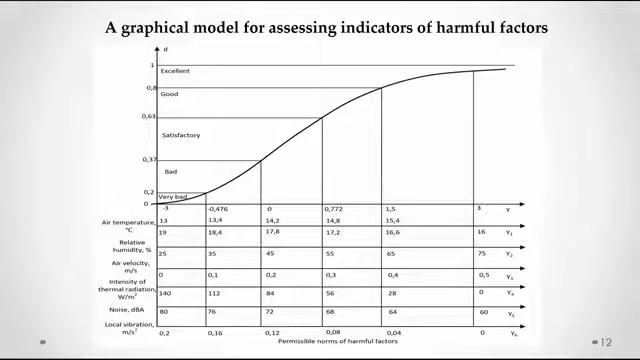 A graphical model for assessing indicators of harmful factors
d
1
Excellent
0,8
Good
0,63
Satisfactory
0,37
Bad
0,2
Very bad
0
-3 -0,476 0 0,772 1,5 3 Y
Air temperature, °C
13 13,4 14,2 14,8 15,4
19 18,4 17,8 17,2 16,6 16 Y₁
Relative humidity, %
25 35 45 55 65 75 Y₂
Air velocity, m/s
0 0,1 0,2 0,3 0,4 0,5 Y₃
Intensity of thermal radiation, W/m²
140 112 84 56 28 0 Y₄
Noise, dBA
80 76 72 68 64 60 Y₅
Local vibration, m/s²
0,2 0,16 0,12 0,08 0,04 0 Y₆
Permissible norms of harmful factors
12